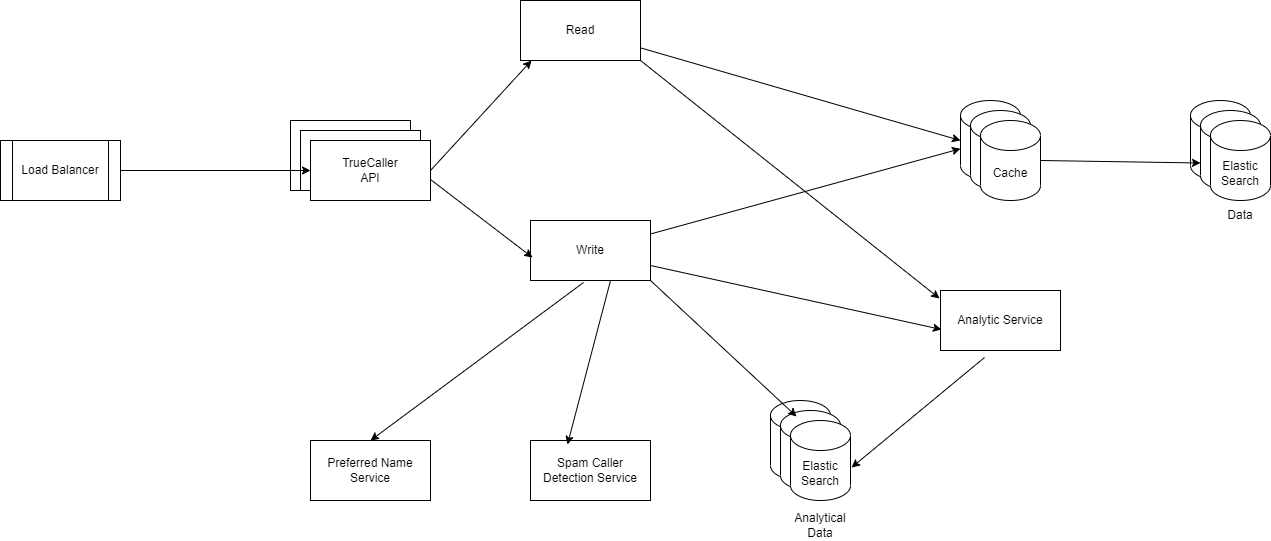 Read
Load Balancer
TrueCaller
API
Cache
Elastic
Search
Data
Write
Analytic Service
Preferred Name
Service
Spam Caller
Detection Service
Elastic
Search
Analytical
Data